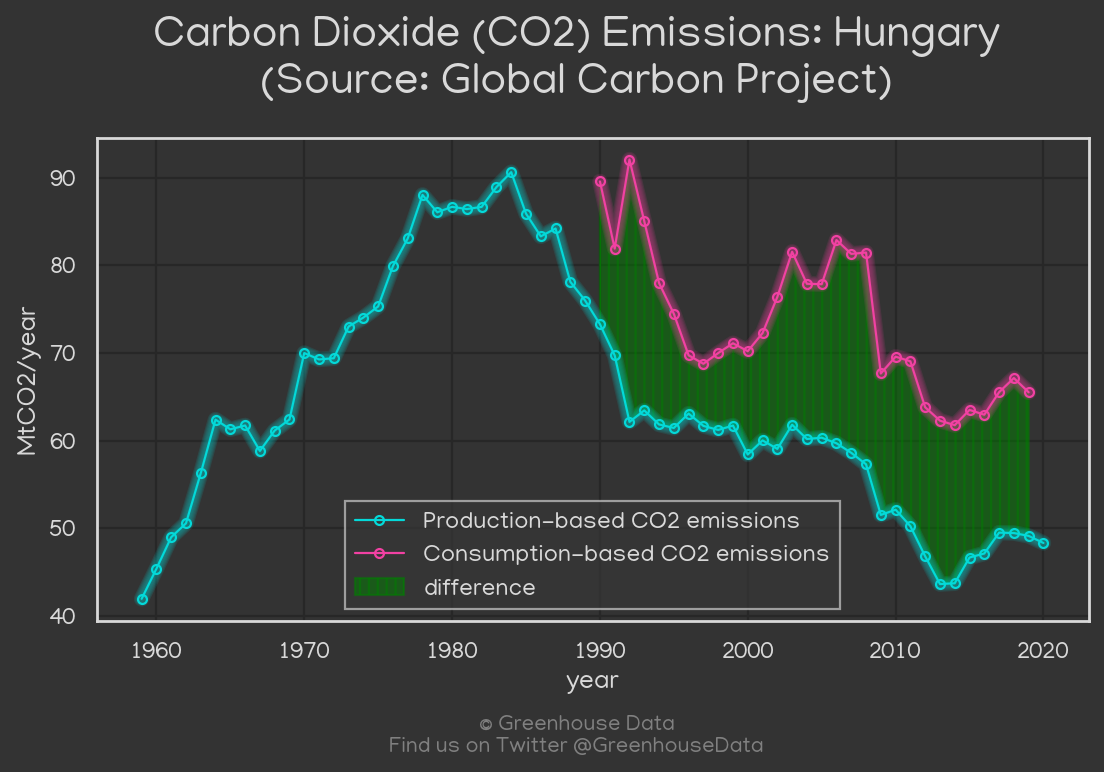 Carbon Dioxide (CO2) Emissions: Hungary
(Source: Global Carbon Project)
MtCO2/year
90
80
70
60
50
40
Production-based CO2 emissions
Consumption-based CO2 emissions
difference
1960 1970 1980 1990 2000 2010 2020
year
© Greenhouse Data
Find us on Twitter @GreenhouseData